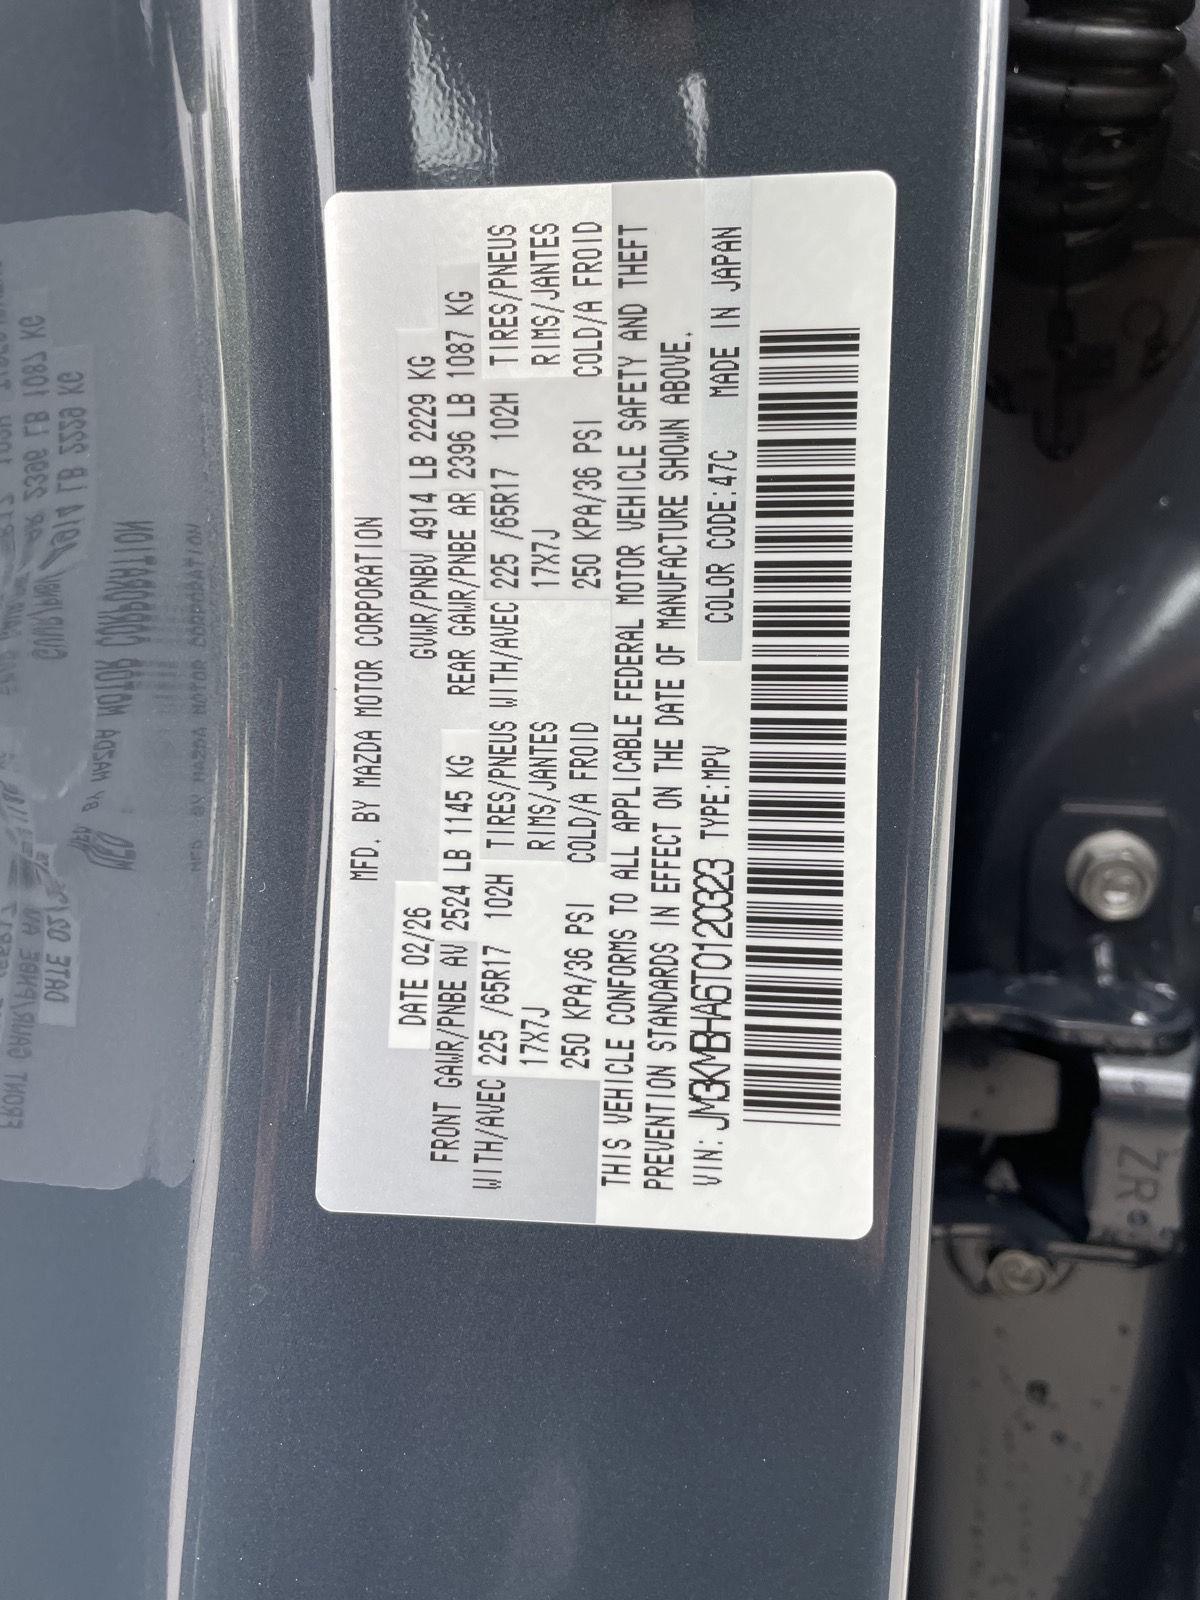 MFD. BY MAZDA MOTOR CORPORATION
DATE 02/26 GVWR/PNBV 4914 LB 2229 KG
FRONT GAWR/PNBE AV 2524 LB 1145 KG REAR GAWR/PNBE AR 2396 LB 1087 KG
WITH/AVEC 225 /65R17 102H TIRES/PNEUS WITH/AVEC 225 /65R17 102H TIRES/PNEUS
17X7J RIMS/JANTES 17X7J RIMS/JANTES
250 KPA/36 PSI COLD/A FROID 250 KPA/36 PSI COLD/A FROID
THIS VEHICLE CONFORMS TO ALL APPLICABLE FEDERAL MOTOR VEHICLE SAFETY AND THEFT
PREVENTION STANDARDS IN EFFECT ON THE DATE OF MANUFACTURE SHOWN ABOVE.
VIN: JM3KMBHA6T0120323 TYPE:MPV COLOR CODE:47C MADE IN JAPAN
ZR